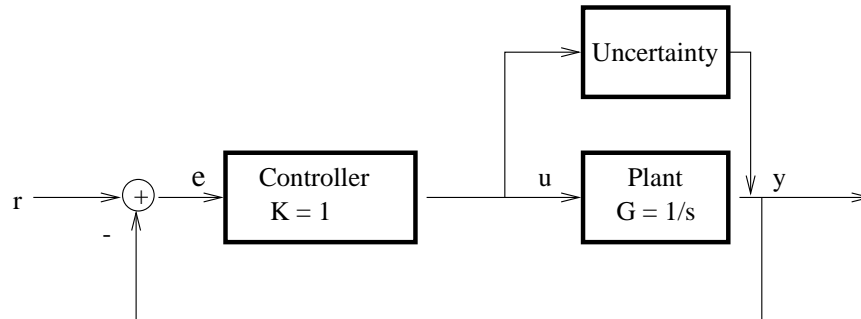 Uncertainty
e
Controller
K = 1
u
Plant
G = 1/s
y
r
+
-